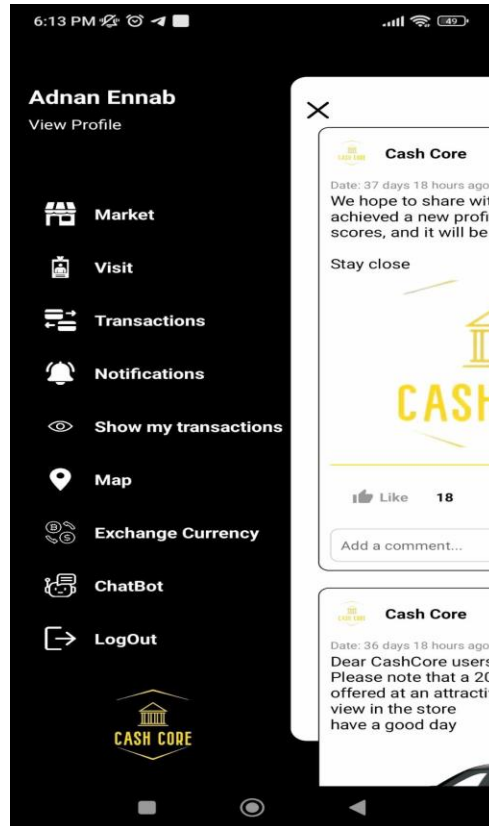 6:13 PM
49
Adnan Ennab
View Profile
Market
Visit
Transactions
Notifications
Show my transactions
Map
Exchange Currency
ChatBot
LogOut
CASH CORE
Cash Core
Date: 37 days 18 hours ago
We hope to share wit
achieved a new profi
scores, and it will be
Stay close
CASH
Like 18
Add a comment...
Cash Core
Date: 36 days 18 hours ago
Dear CashCore users
Please note that a 20
offered at an attracti
view in the store
have a good day